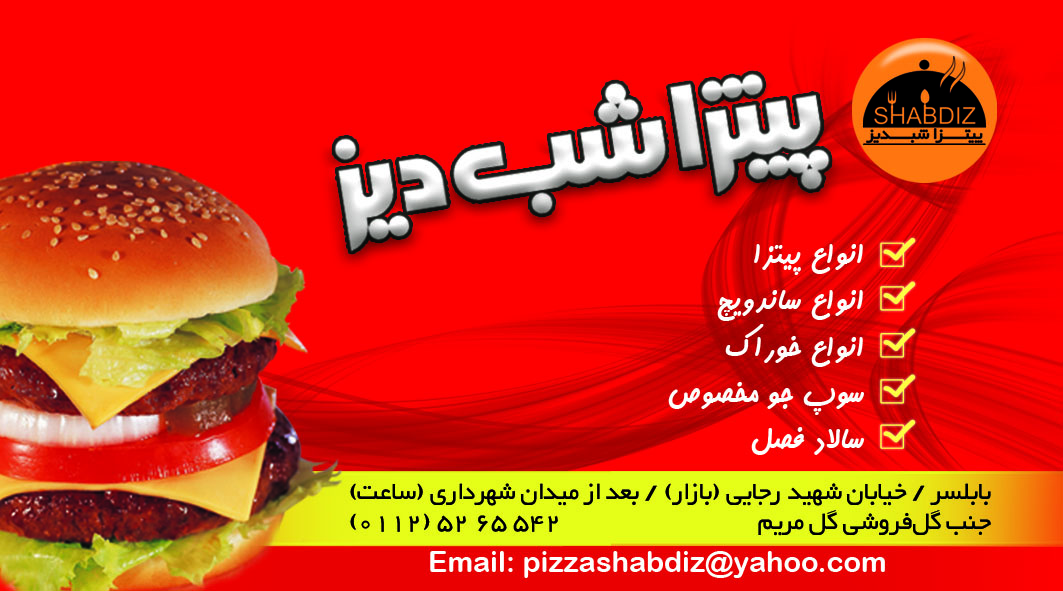 پیتزا شب دیز
SHABDIZ
پیتزا شبدیز
انواع پیتزا
انواع ساندویچ
انواع خوراک
سوپ جو مخصوص
سالاد فصل
بابلسر / خیابان شهید رجایی (بازار) / بعد از میدان شهرداری (ساعت)
جنب گل‌فروشی گل مریم
(۰۱۱۲) ۵۲ ۶۵ ۵۴۲
Email: pizzashabdiz@yahoo.com